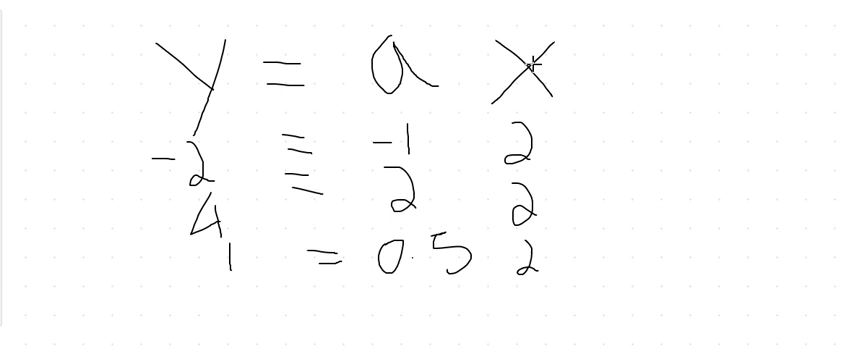 y = a x
-2 = -1 2
4 = 2 2
1 = 0.5 2